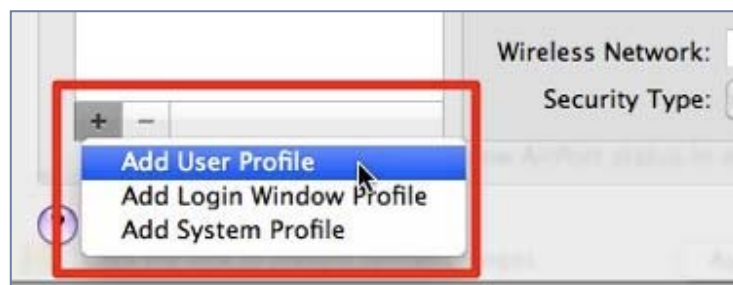 Wireless Network:
Security Type:
+ −
Add User Profile
Add Login Window Profile
Add System Profile
?